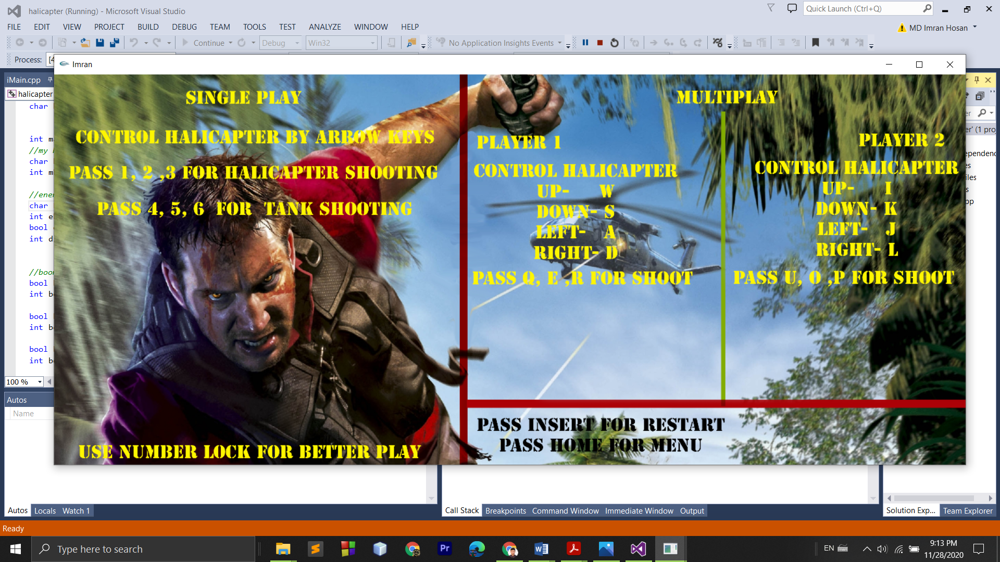 halicapter (Running) - Microsoft Visual Studio
Quick Launch (Ctrl+Q)
FILE EDIT VIEW PROJECT BUILD DEBUG TEAM TOOLS TEST ANALYZE WINDOW HELP
MD Imran Hosan
Continue Debug Win32 No Application Insights Events
Process: [4
Imran
iMain.cpp
halicapter
char
int
//my
char
int
//ener
char
int
bool
int
//boom
bool
int
bool
int
bool
int
100 %
Autos
Name
SINGLE PLAY
CONTROL HALICAPTER BY ARROW KEYS
PASS 1, 2 ,3 FOR HALICAPTER SHOOTING
PASS 4, 5, 6 FOR TANK SHOOTING
USE NUMBER LOCK FOR BETTER PLAY
MULTIPLAY
PLAYER 1
CONTROL HALICAPTER
UP- W
DOWN- S
LEFT- A
RIGHT- D
PASS Q, E ,R FOR SHOOT
PLAYER 2
CONTROL HALICAPTER
UP- I
DOWN- K
LEFT- J
RIGHT- L
PASS U, O ,P FOR SHOOT
PASS INSERT FOR RESTART
PASS HOME FOR MENU
er
er' (1 proj
ependenc
es
iles
s
pp
Autos Locals Watch 1
Call Stack Breakpoints Command Window Immediate Window Output
Solution Exp... Team Explorer
Ready
Type here to search
Pr
EN
9:13 PM
11/28/2020